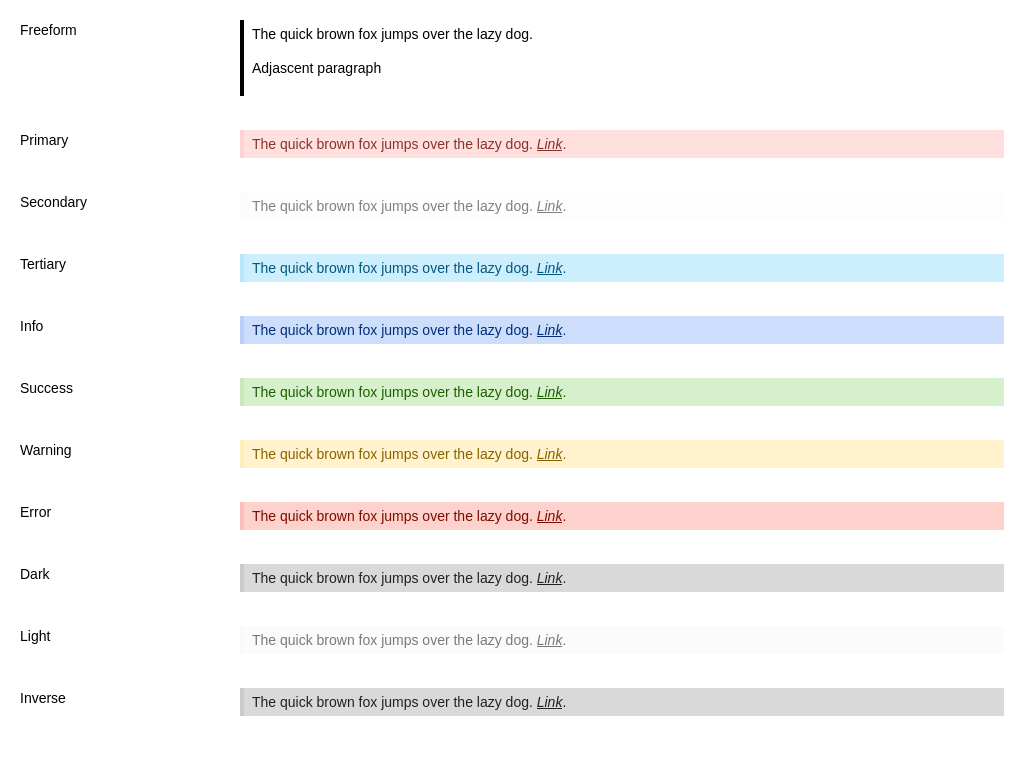 Freeform
The quick brown fox jumps over the lazy dog.
Adjascent paragraph
Primary
The quick brown fox jumps over the lazy dog. Link.
Secondary
The quick brown fox jumps over the lazy dog. Link.
Tertiary
The quick brown fox jumps over the lazy dog. Link.
Info
The quick brown fox jumps over the lazy dog. Link.
Success
The quick brown fox jumps over the lazy dog. Link.
Warning
The quick brown fox jumps over the lazy dog. Link.
Error
The quick brown fox jumps over the lazy dog. Link.
Dark
The quick brown fox jumps over the lazy dog. Link.
Light
The quick brown fox jumps over the lazy dog. Link.
Inverse
The quick brown fox jumps over the lazy dog. Link.